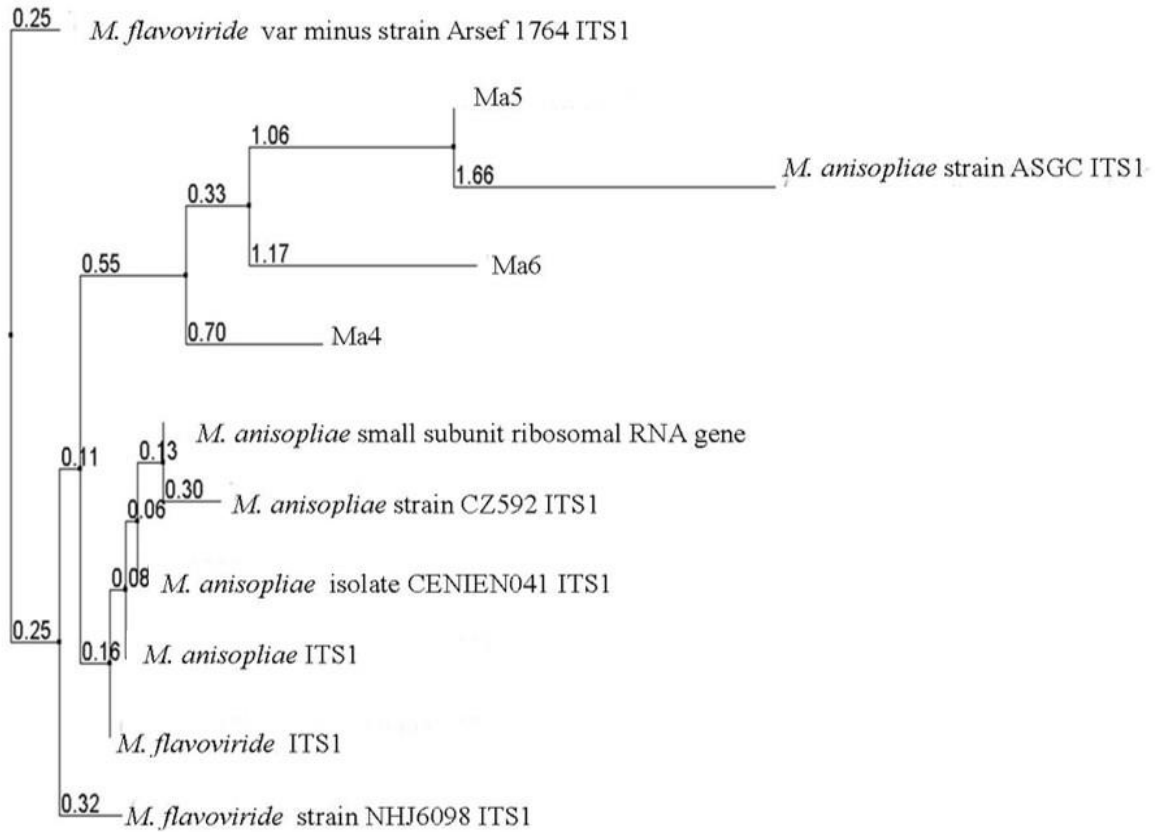 0.25
M. flavoviride var minus strain Arsef 1764 ITS1
Ma5
1.06
1.66
M. anisopliae strain ASGC ITS1
0.33
1.17
Ma6
0.55
0.70
Ma4
M. anisopliae small subunit ribosomal RNA gene
0.11
0.13
0.30
M. anisopliae strain CZ592 ITS1
0.06
0.08
M. anisopliae isolate CENIEN041 ITS1
0.25
0.16
M. anisopliae ITS1
M. flavoviride ITS1
0.32
M. flavoviride strain NHJ6098 ITS1